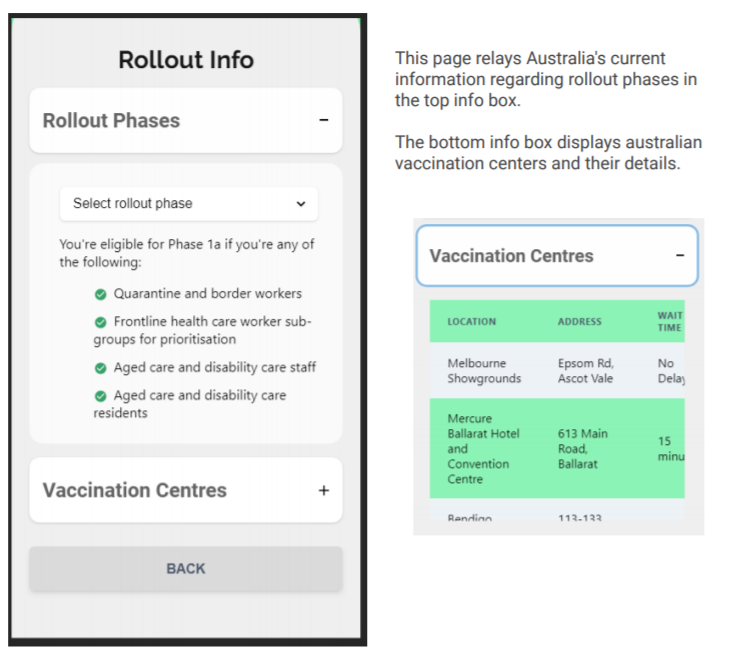 Rollout Info
Rollout Phases -
Select rollout phase
You're eligible for Phase 1a if you're any of
the following:
Quarantine and border workers
Frontline health care worker sub-
groups for prioritisation
Aged care and disability care staff
Aged care and disability care
residents
Vaccination Centres +
BACK
This page relays Australia's current
information regarding rollout phases in
the top info box.
The bottom info box displays australian
vaccination centers and their details.
Vaccination Centres -
LOCATION ADDRESS WAIT
TIME
Melbourne Epsom Rd, No
Showgrounds Ascot Vale Delay
Mercure
Ballarat Hotel 613 Main
and Road, 15
Convention Ballarat minu
Centre
Bendigo 113-133